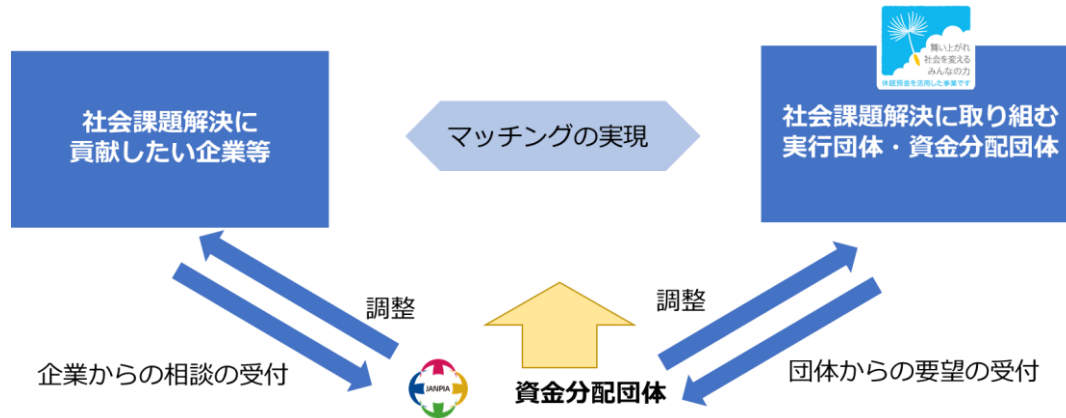 舞い上がれ
社会を変える
みんなの力
休眠預金を活用した事業です
社会課題解決に
貢献したい企業等
マッチングの実現
社会課題解決に取り組む
実行団体・資金分配団体
調整
調整
企業からの相談の受付
団体からの要望の受付
JANPIA
資金分配団体